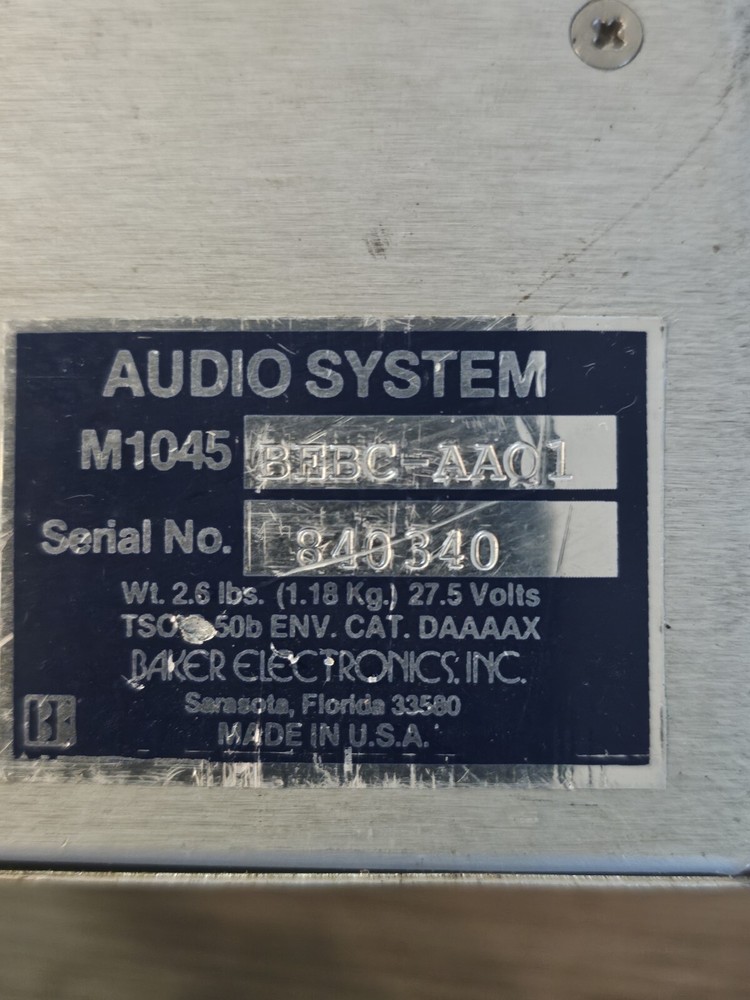 AUDIO SYSTEM
M1045 BEBC-AA01
Serial No. 840340
Wt. 2.6 lbs. (1.18 Kg.) 27.5 Volts
ENV. CAT. DAAAAX
BAKER ELECTRONICS, INC.
Sarasota, Florida 33580
MADE IN U.S.A.
BE